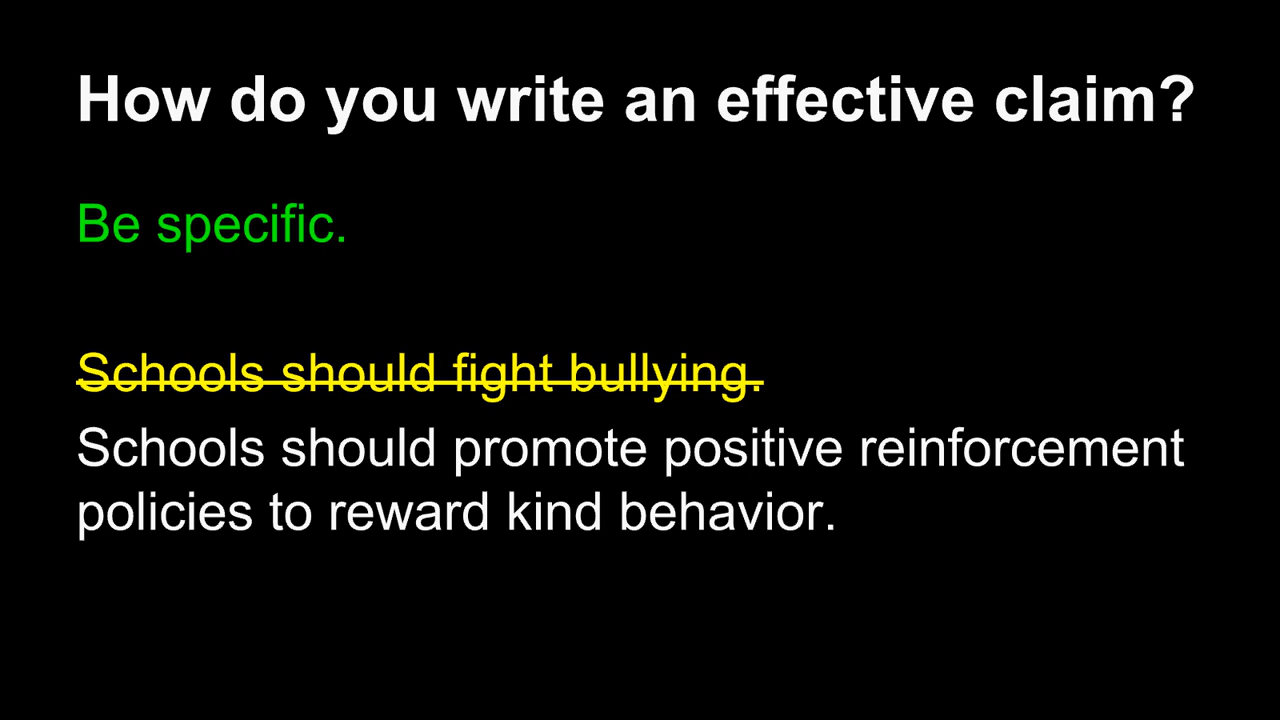 How do you write an effective claim?
Be specific.
Schools should fight bullying.
Schools should promote positive reinforcement
policies to reward kind behavior.